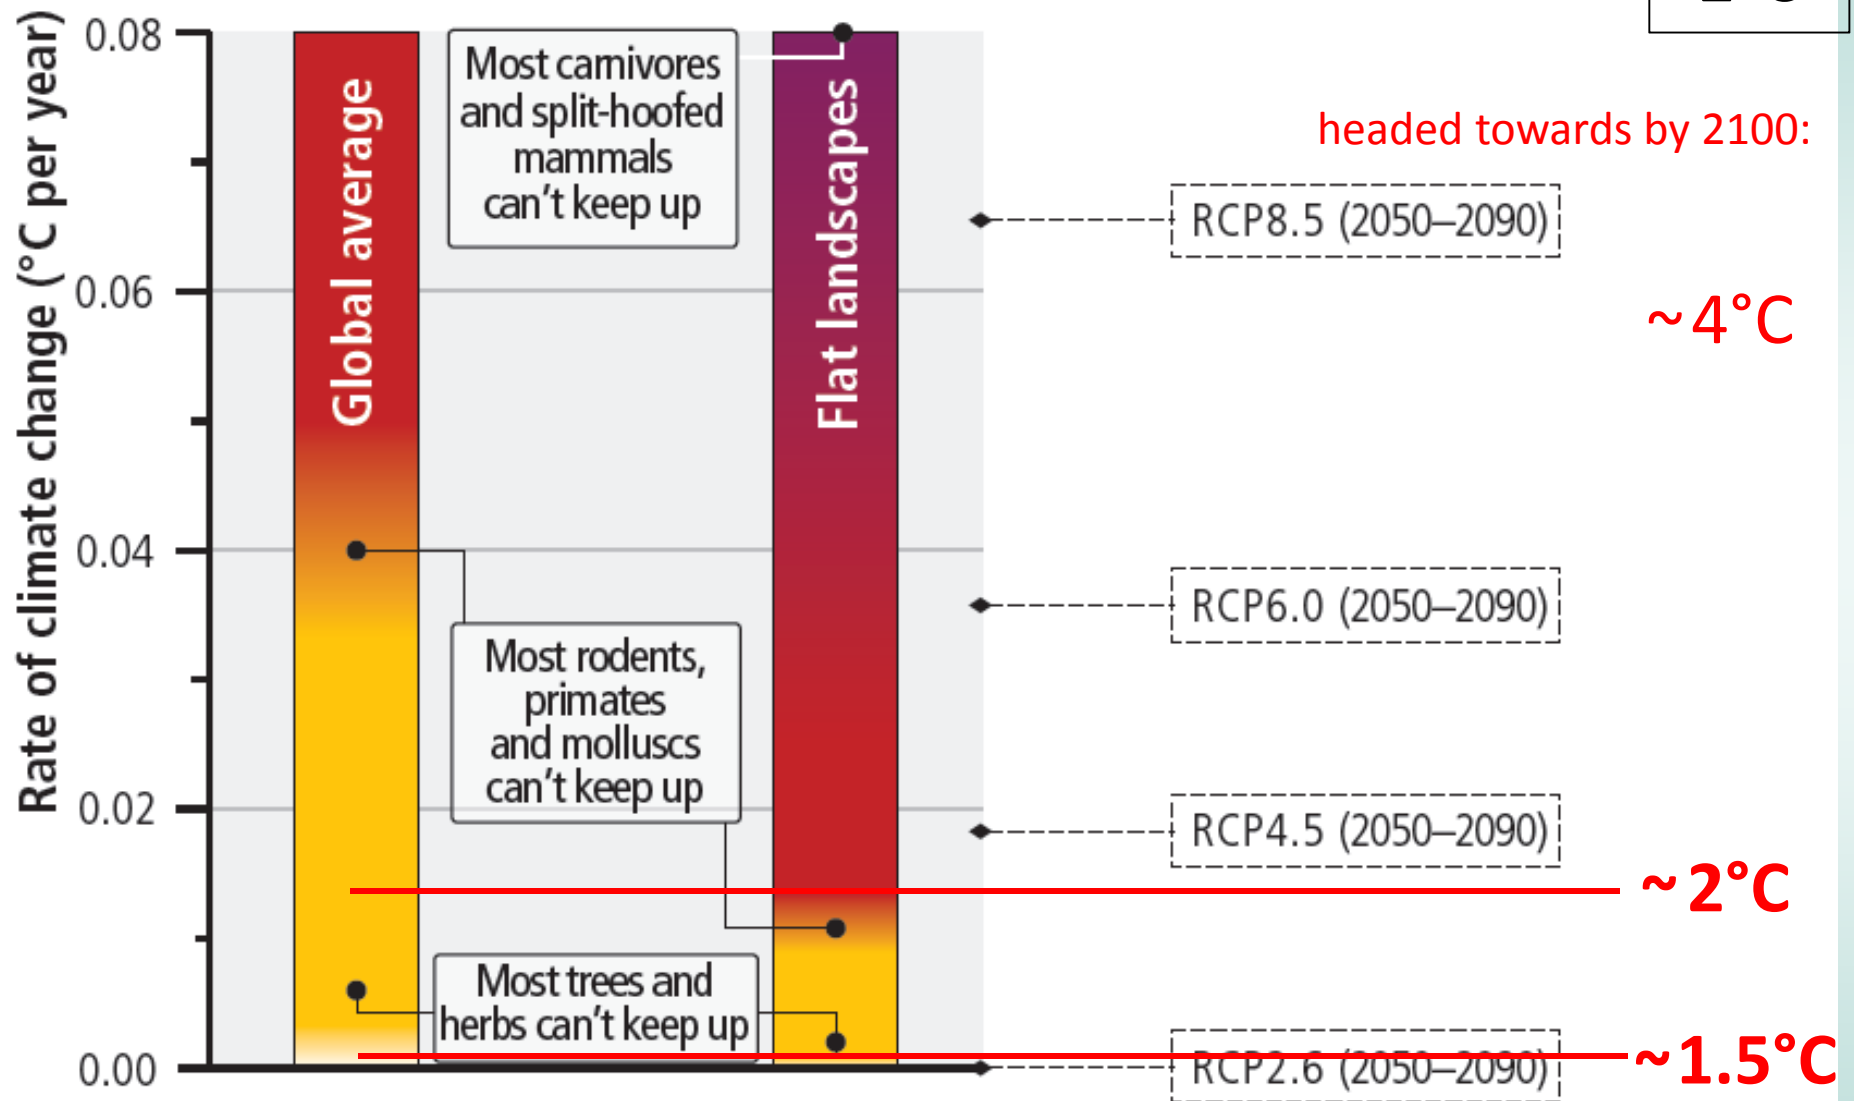 Rate of climate change (°C per year)
0.08
0.06
0.04
0.02
0.00
Global average
Flat landscapes
Most carnivores
and split-hoofed
mammals
can't keep up
Most rodents,
primates
and molluscs
can't keep up
Most trees and
herbs can't keep up
headed towards by 2100:
RCP8.5 (2050–2090)
~4°C
RCP6.0 (2050–2090)
RCP4.5 (2050–2090)
~2°C
RCP2.6 (2050–2090)
~1.5°C